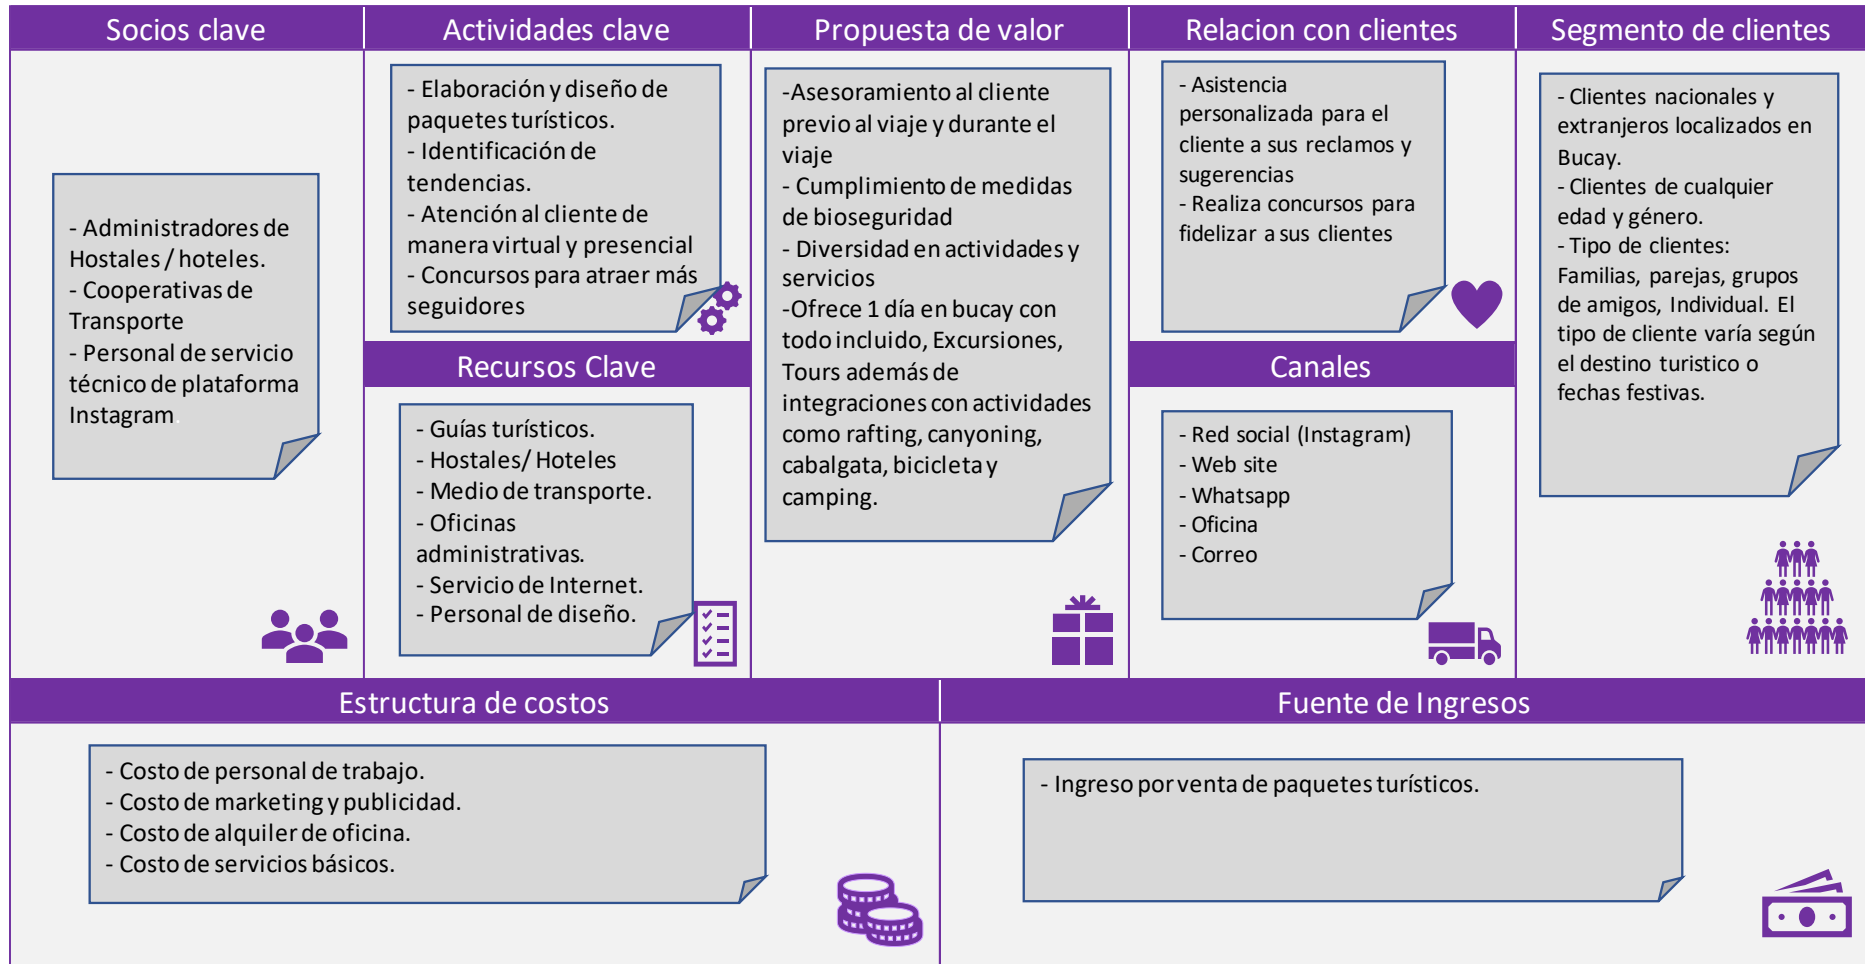 Socios clave
- Administradores de
Hostales / hoteles.
- Cooperativas de
Transporte
- Personal de servicio
técnico de plataforma
Instagram.
Actividades clave
- Elaboración y diseño de
paquetes turísticos.
- Identificación de
tendencias.
- Atención al cliente de
manera virtual y presencial
- Concursos para atraer más
seguidores
Recursos Clave
- Guías turísticos.
- Hostales/ Hoteles
- Medio de transporte.
- Oficinas
administrativas.
- Servicio de Internet.
- Personal de diseño.
Propuesta de valor
-Asesoramiento al cliente
previo al viaje y durante el
viaje
- Cumplimiento de medidas
de bioseguridad
- Diversidad en actividades y
servicios
-Ofrece 1 día en bucay con
todo incluido, Excursiones,
Tours además de
integraciones con actividades
como rafting, canyoning,
cabalgata, bicicleta y
camping.
Relacion con clientes
- Asistencia
personalizada para el
cliente a sus reclamos y
sugerencias
- Realiza concursos para
fidelizar a sus clientes
Canales
- Red social (Instagram)
- Web site
- Whatsapp
- Oficina
- Correo
Segmento de clientes
- Clientes nacionales y
extranjeros localizados en
Bucay.
- Clientes de cualquier
edad y género.
- Tipo de clientes:
Familias, parejas, grupos
de amigos, Individual. El
tipo de cliente varía según
el destino turistico o
fechas festivas.
Estructura de costos
- Costo de personal de trabajo.
- Costo de marketing y publicidad.
- Costo de alquiler de oficina.
- Costo de servicios básicos.
Fuente de Ingresos
- Ingreso por venta de paquetes turísticos.